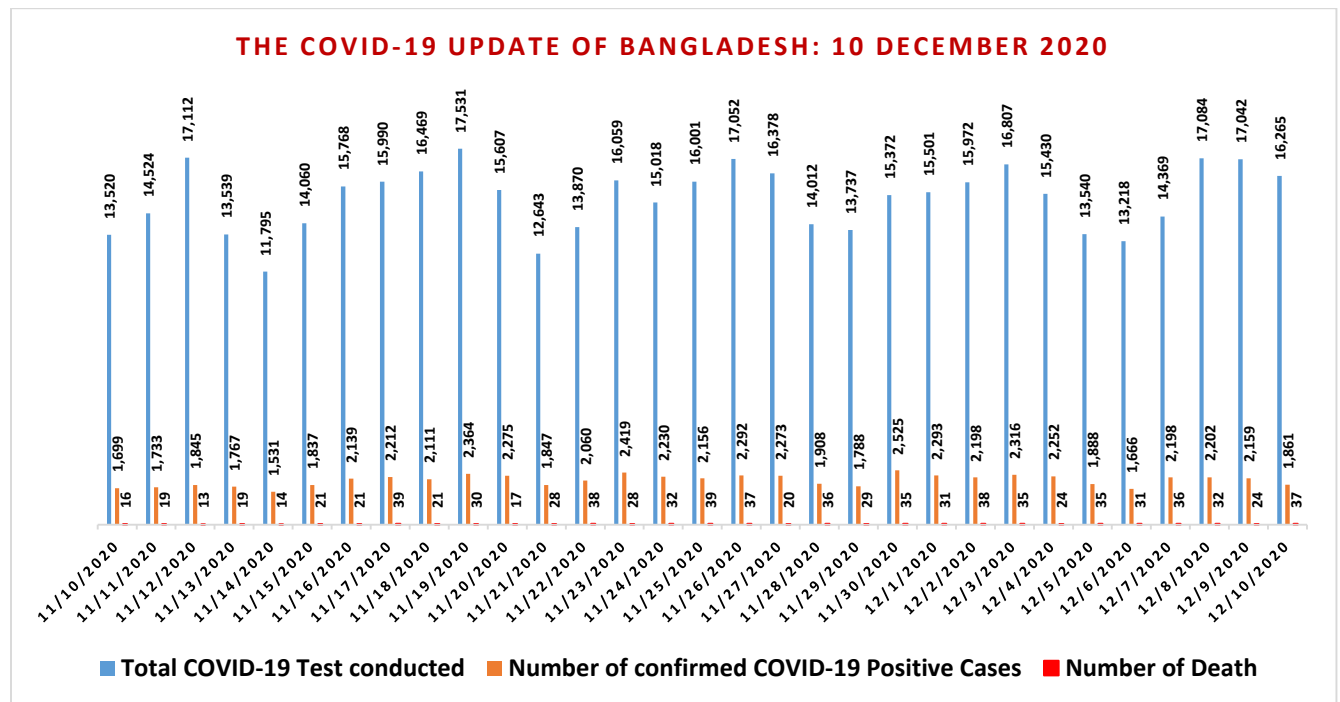 THE COVID-19 UPDATE OF BANGLADESH: 10 DECEMBER 2020
13,520 14,524 17,112 13,539 11,795 14,060 15,768 15,990 16,469 17,531 15,607 12,643 13,870 16,059 15,018 16,001 17,052 16,378 14,012 13,737 15,372 15,501 15,972 16,807 15,430 13,540 13,218 14,369 17,084 17,042 16,265
1,699 1,733 1,845 1,767 1,531 1,837 2,139 2,212 2,111 2,364 2,275 1,847 2,060 2,419 2,230 2,156 2,292 2,273 1,908 1,788 2,525 2,293 2,198 2,316 2,252 1,888 1,666 2,198 2,202 2,159 1,861
16 19 13 19 14 21 21 39 21 30 17 28 38 28 32 39 37 20 36 29 35 31 38 35 24 35 31 36 32 24 37
11/10/2020 11/11/2020 11/12/2020 11/13/2020 11/14/2020 11/15/2020 11/16/2020 11/17/2020 11/18/2020 11/19/2020 11/20/2020 11/21/2020 11/22/2020 11/23/2020 11/24/2020 11/25/2020 11/26/2020 11/27/2020 11/28/2020 11/29/2020 11/30/2020 12/1/2020 12/2/2020 12/3/2020 12/4/2020 12/5/2020 12/6/2020 12/7/2020 12/8/2020 12/9/2020 12/10/2020
Total COVID-19 Test conducted Number of confirmed COVID-19 Positive Cases Number of Death